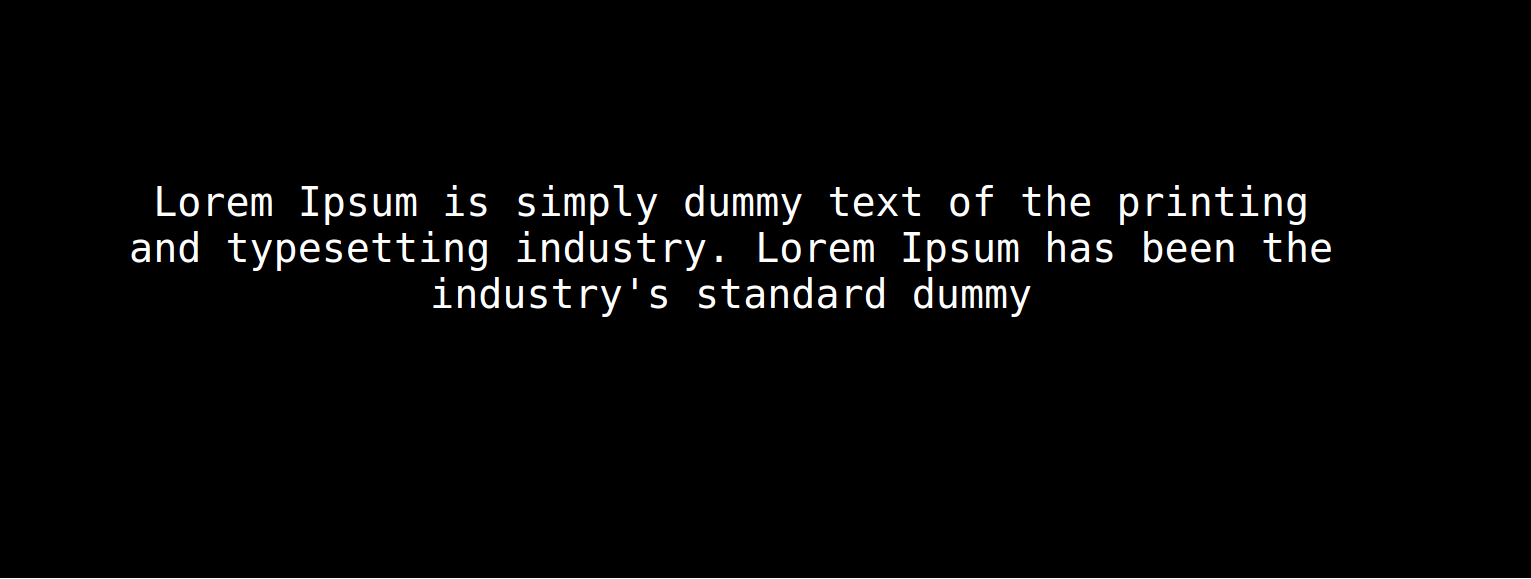 Lorem Ipsum is simply dummy text of the printing
and typesetting industry. Lorem Ipsum has been the
industry's standard dummy